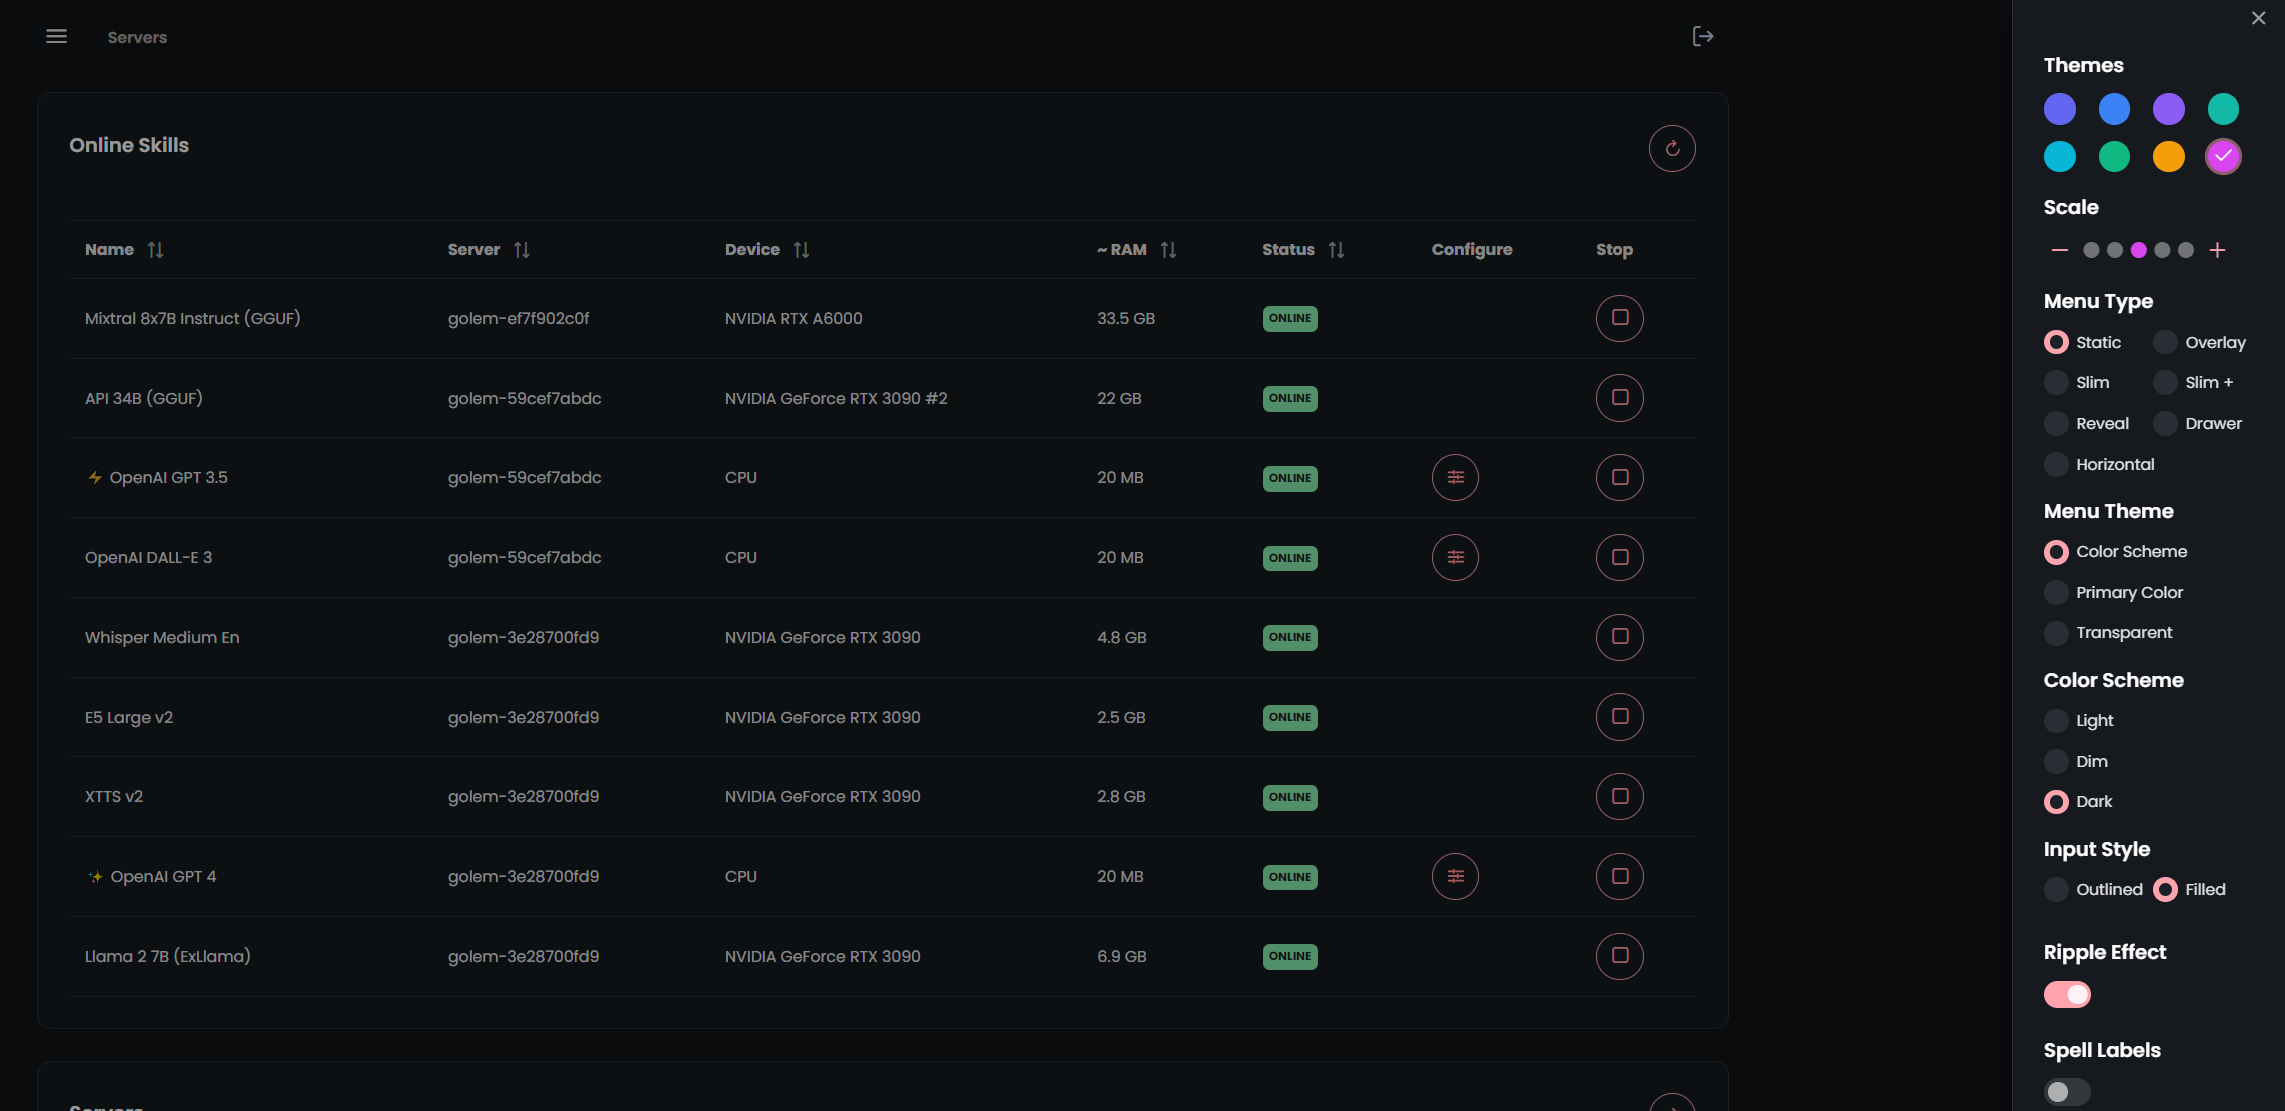 Servers
Online Skills
Name Server Device ~ RAM Status Configure Stop
Mixtral 8x7B Instruct (GGUF) golem-ef7f902c0f NVIDIA RTX A6000 33.5 GB ONLINE
API 34B (GGUF) golem-59cef7abdc NVIDIA GeForce RTX 3090 #2 22 GB ONLINE
⚡ OpenAI GPT 3.5 golem-59cef7abdc CPU 20 MB ONLINE
OpenAI DALL-E 3 golem-59cef7abdc CPU 20 MB ONLINE
Whisper Medium En golem-3e28700fd9 NVIDIA GeForce RTX 3090 4.8 GB ONLINE
E5 Large v2 golem-3e28700fd9 NVIDIA GeForce RTX 3090 2.5 GB ONLINE
XTTS v2 golem-3e28700fd9 NVIDIA GeForce RTX 3090 2.8 GB ONLINE
✨ OpenAI GPT 4 golem-3e28700fd9 CPU 20 MB ONLINE
Llama 2 7B (ExLlama) golem-3e28700fd9 NVIDIA GeForce RTX 3090 6.9 GB ONLINE
Servers
Themes
Scale
Menu Type
Static Overlay
Slim Slim +
Reveal Drawer
Horizontal
Menu Theme
Color Scheme
Primary Color
Transparent
Color Scheme
Light
Dim
Dark
Input Style
Outlined Filled
Ripple Effect
Spell Labels